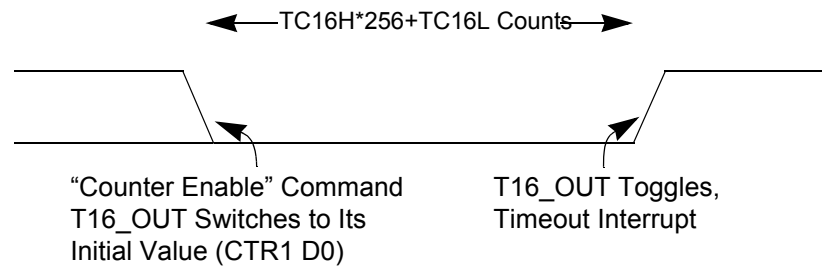 TC16H*256+TC16L Counts
“Counter Enable” Command
T16_OUT Switches to Its
Initial Value (CTR1 D0)
T16_OUT Toggles,
Timeout Interrupt